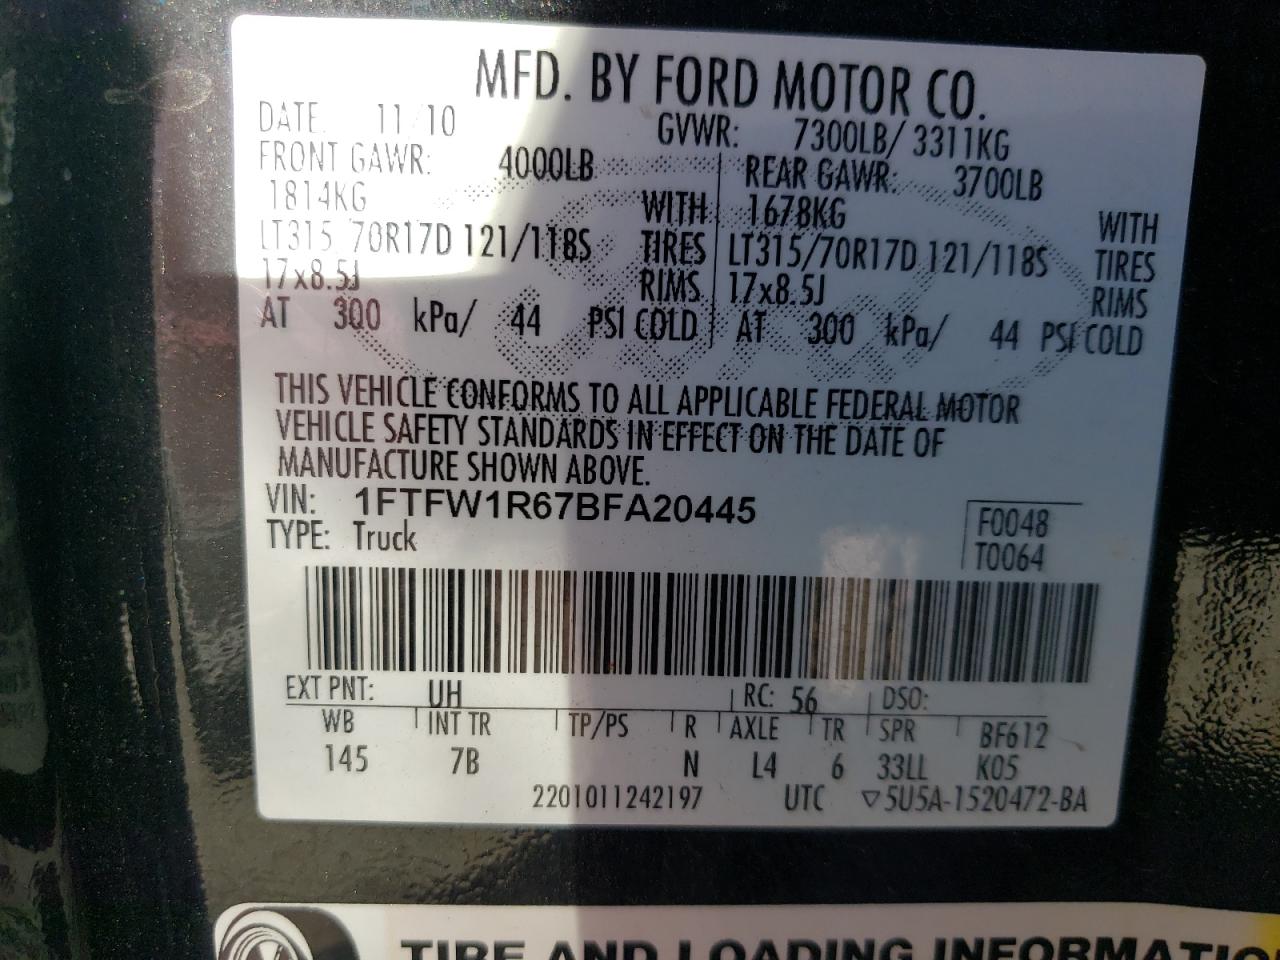 MFD. BY FORD MOTOR CO.
DATE: 11/10 GVWR: 7300LB/ 3311KG
FRONT GAWR: 4000LB REAR GAWR: 3700LB
1814KG WITH 1678KG WITH
LT315/70R17D 121/118S TIRES LT315/70R17D 121/118S TIRES
17x8.5J RIMS 17x8.5J RIMS
AT 300 kPa/ 44 PSI COLD AT 300 kPa/ 44 PSI COLD
THIS VEHICLE CONFORMS TO ALL APPLICABLE FEDERAL MOTOR
VEHICLE SAFETY STANDARDS IN EFFECT ON THE DATE OF
MANUFACTURE SHOWN ABOVE.
VIN: 1FTFW1R67BFA20445
TYPE: Truck
F0048
T0064
EXT PNT: UH RC: 56 DSO:
WB INT TR TP/PS R AXLE TR SPR BF612
145 7B N L4 6 33LL K05
2201011242197 UTC ▽5U5A-1520472-BA
TIRE AND LOADING INFORMATION